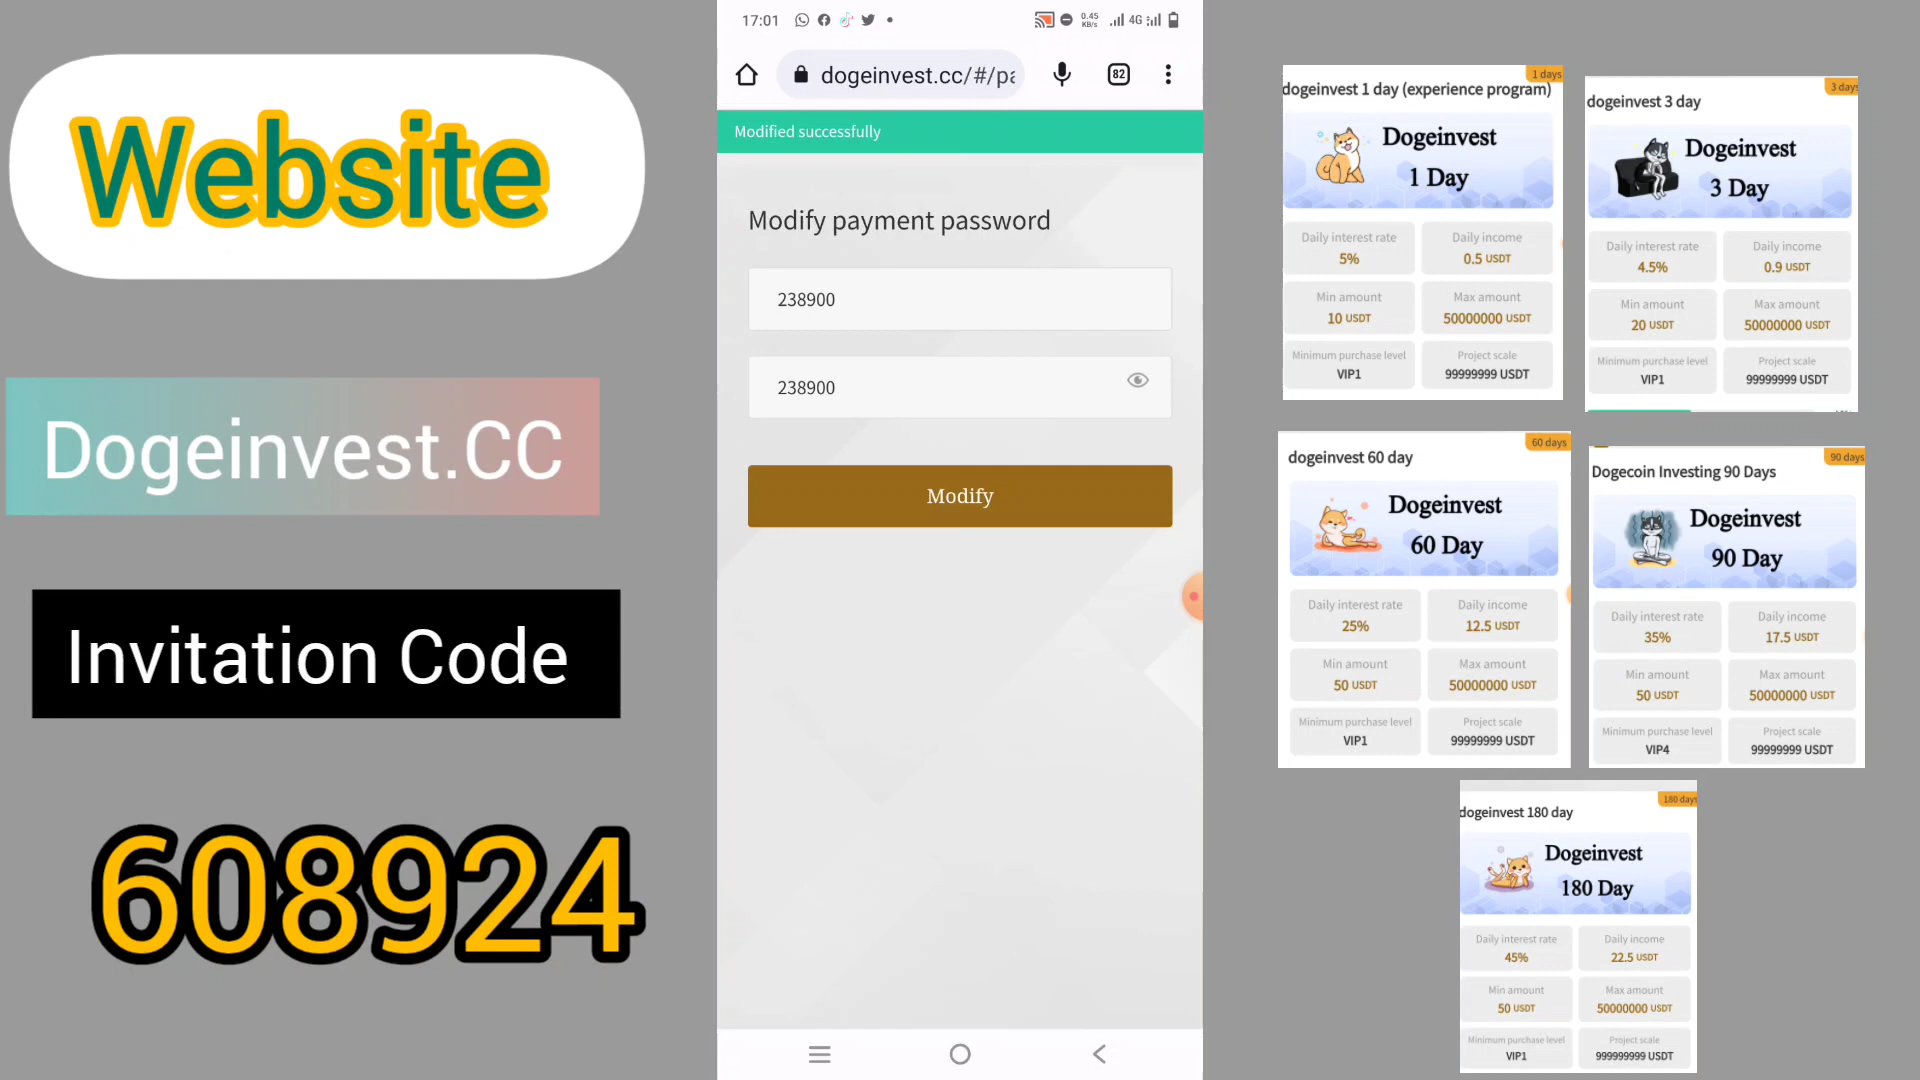 Website
Dogeinvest.CC
Invitation Code
608924
17:01
0.45
KB/s
4G
dogeinvest.cc/#/pa
82
Modified successfully
Modify payment password
238900
238900
Modify
1 days
dogeinvest 1 day (experience program)
Dogeinvest
1 Day
Daily interest rate
5%
Daily income
0.5 USDT
Min amount
10 USDT
Max amount
50000000 USDT
Minimum purchase level
VIP1
Project scale
99999999 USDT
3 days
dogeinvest 3 day
Dogeinvest
3 Day
Daily interest rate
4.5%
Daily income
0.9 USDT
Min amount
20 USDT
Max amount
50000000 USDT
Minimum purchase level
VIP1
Project scale
99999999 USDT
60 days
dogeinvest 60 day
Dogeinvest
60 Day
Daily interest rate
25%
Daily income
12.5 USDT
Min amount
50 USDT
Max amount
50000000 USDT
Minimum purchase level
VIP1
Project scale
99999999 USDT
90 days
Dogecoin Investing 90 Days
Dogeinvest
90 Day
Daily interest rate
35%
Daily income
17.5 USDT
Min amount
50 USDT
Max amount
50000000 USDT
Minimum purchase level
VIP4
Project scale
99999999 USDT
180 days
dogeinvest 180 day
Dogeinvest
180 Day
Daily interest rate
45%
Daily income
22.5 USDT
Min amount
50 USDT
Max amount
50000000 USDT
Minimum purchase level
VIP1
Project scale
999999999 USDT